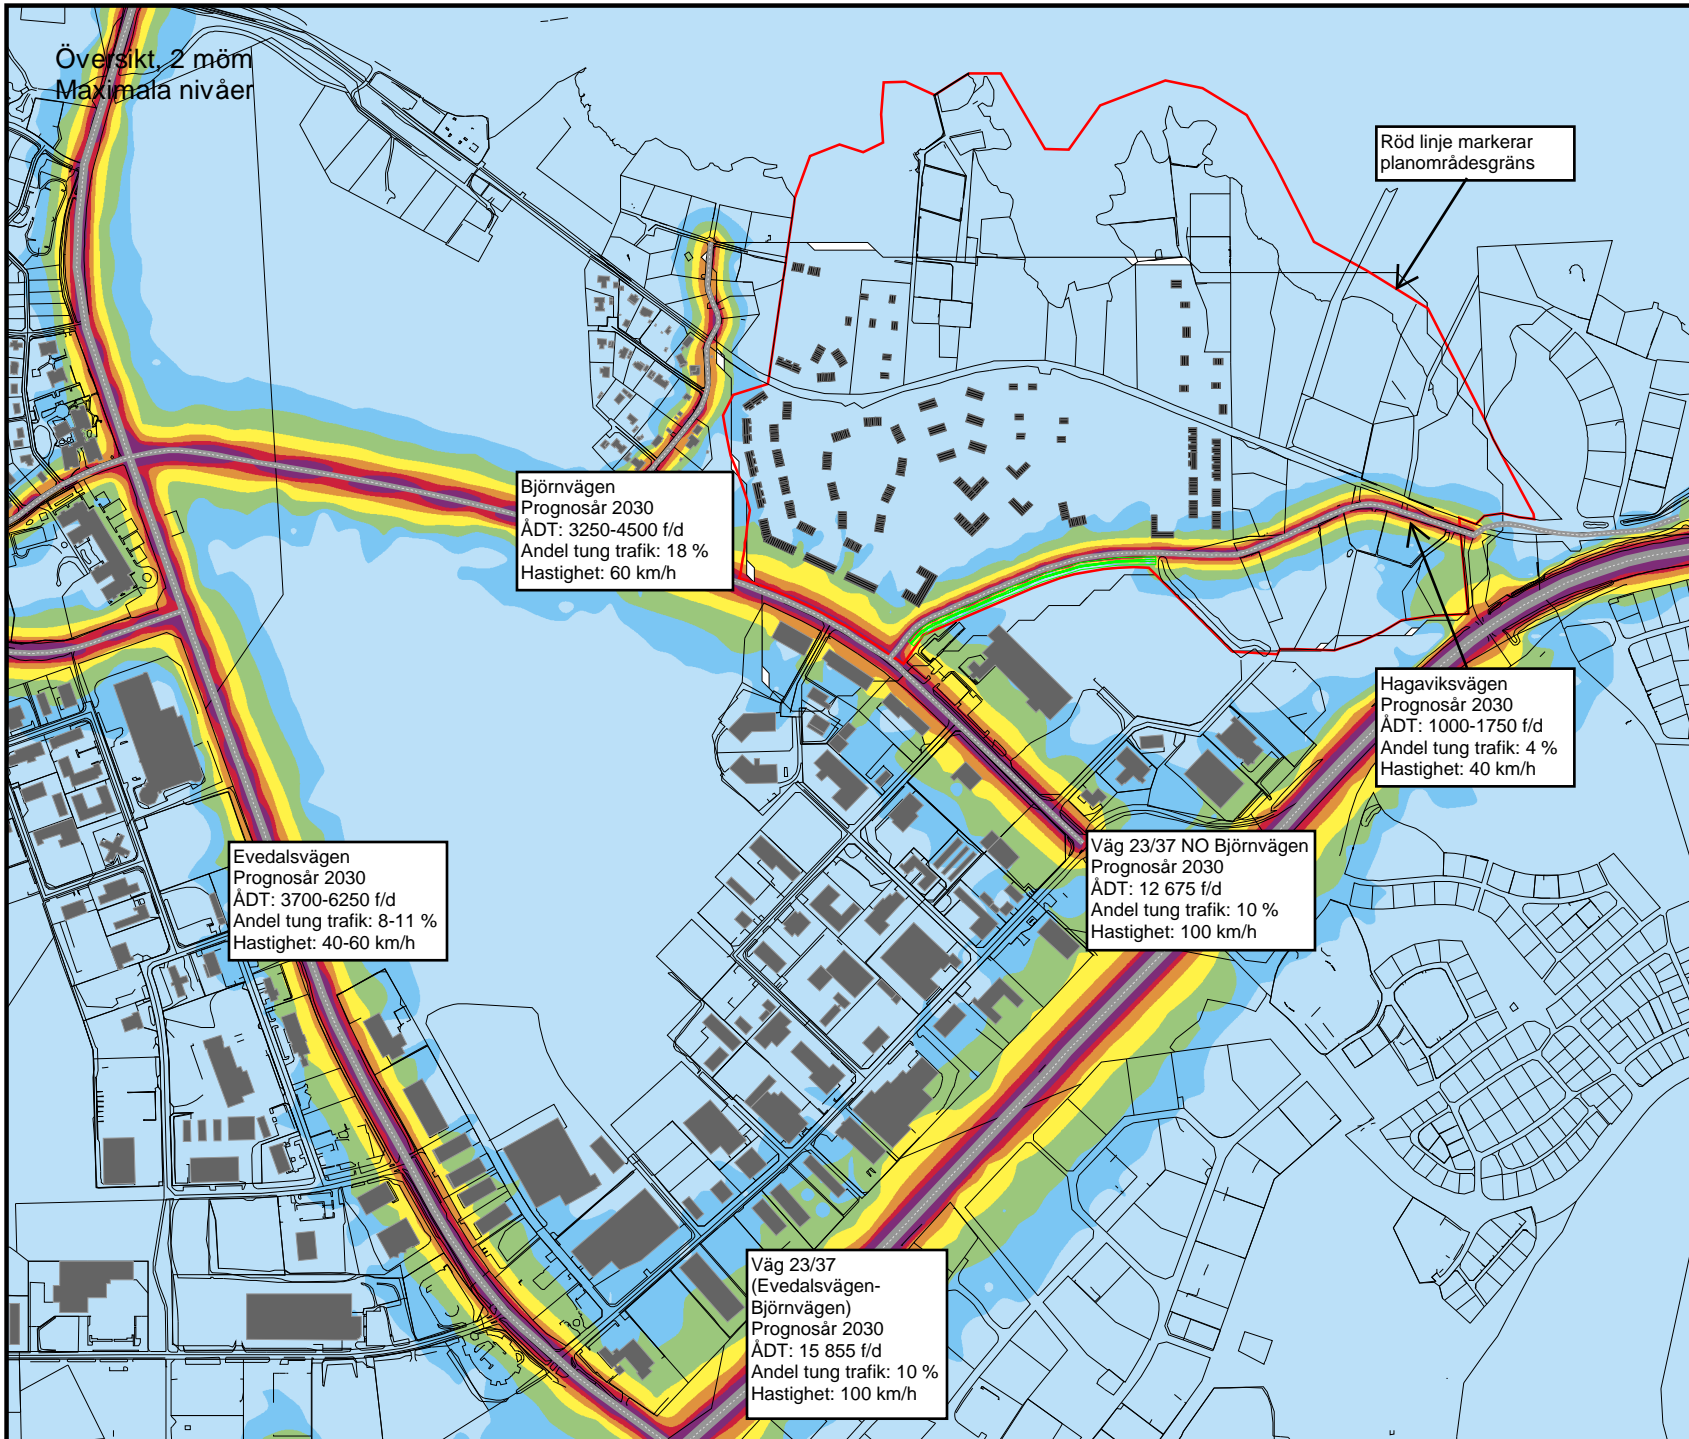 Översikt, 2 möm
Maximala nivåer
Röd linje markerar
planområdesgräns
Björnvägen
Prognosår 2030
ÅDT: 3250-4500 f/d
Andel tung trafik: 18 %
Hastighet: 60 km/h
Hagaviksvägen
Prognosår 2030
ÅDT: 1000-1750 f/d
Andel tung trafik: 4 %
Hastighet: 40 km/h
Evedalsvägen
Prognosår 2030
ÅDT: 3700-6250 f/d
Andel tung trafik: 8-11 %
Hastighet: 40-60 km/h
Väg 23/37 NO Björnvägen
Prognosår 2030
ÅDT: 12 675 f/d
Andel tung trafik: 10 %
Hastighet: 100 km/h
Väg 23/37
(Evedalsvägen-
Björnvägen)
Prognosår 2030
ÅDT: 15 855 f/d
Andel tung trafik: 10 %
Hastighet: 100 km/h